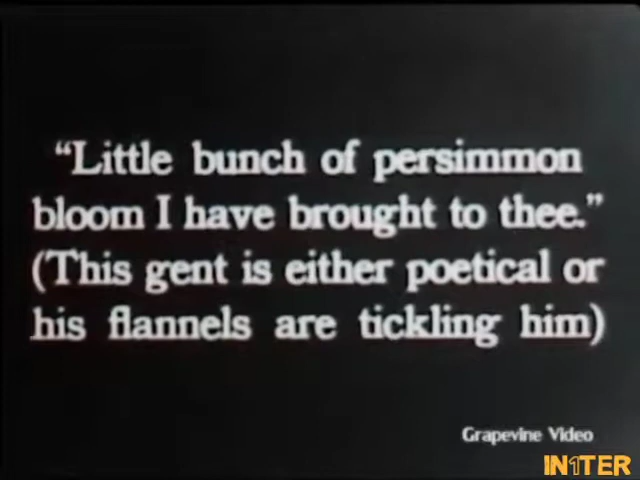 “Little bunch of persimmon
bloom I have brought to thee.”
(This gent is either poetical or
his flannels are tickling him)
Grapevine Video
IN1TER